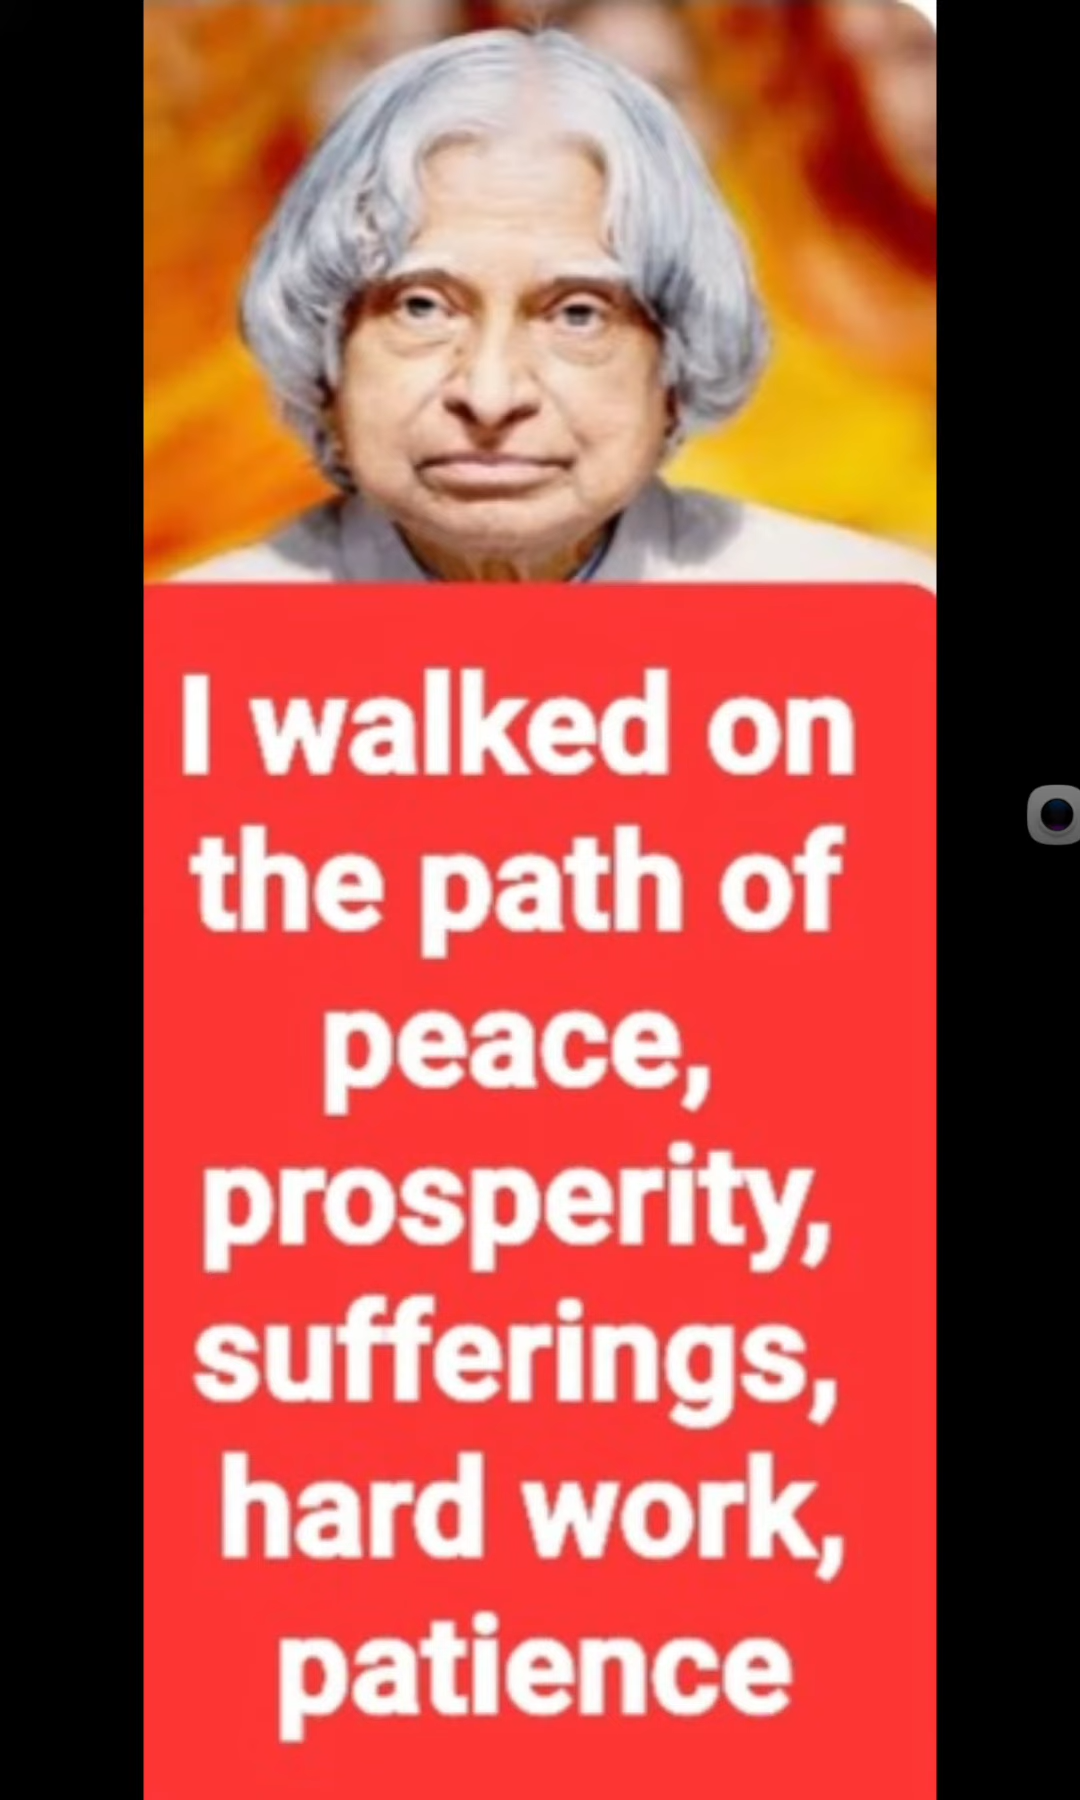 I walked on
the path of
peace,
prosperity,
sufferings,
hard work,
patience